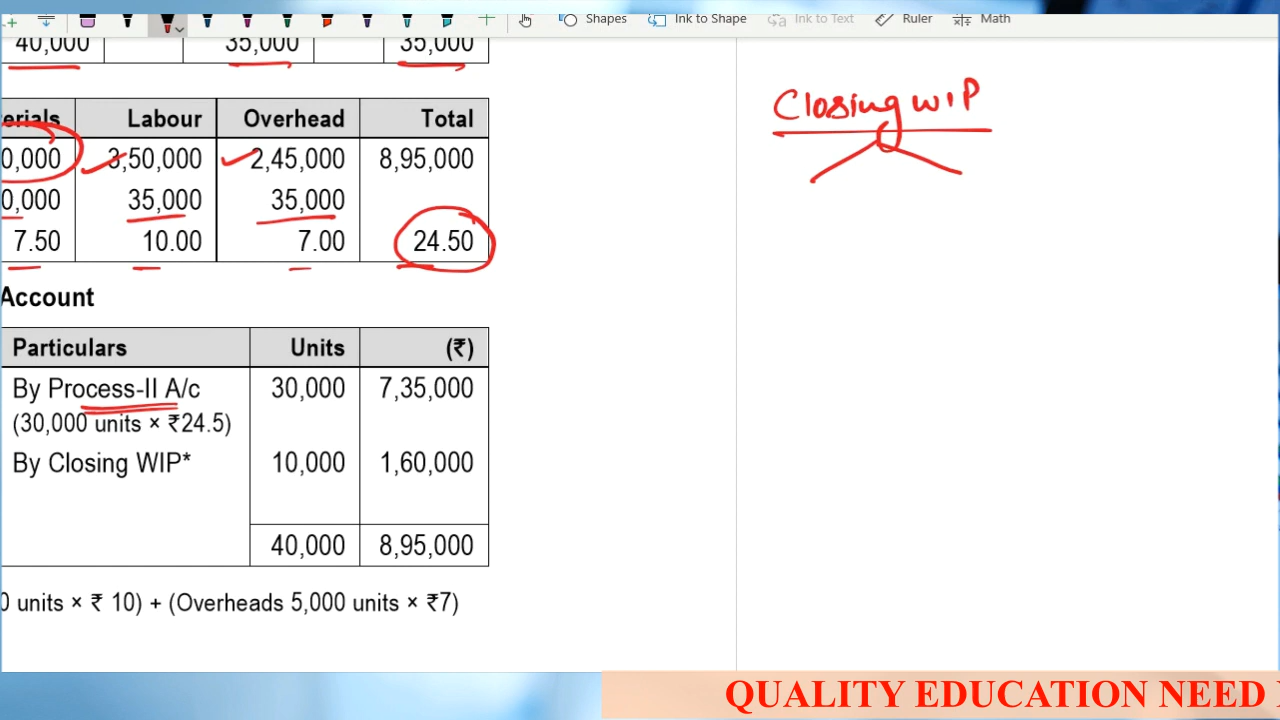 Shapes Ink to Shape Ink to Text Ruler Math
40,000 35,000 35,000
erials Labour Overhead Total
0,000 3,50,000 2,45,000 8,95,000
0,000 35,000 35,000
7.50 10.00 7.00 24.50
Account
Particulars Units (₹)
By Process-II A/c 30,000 7,35,000
(30,000 units × ₹24.5)
By Closing WIP* 10,000 1,60,000
40,000 8,95,000
0 units × ₹ 10) + (Overheads 5,000 units × ₹7)
Closing WIP
QUALITY EDUCATION NEED